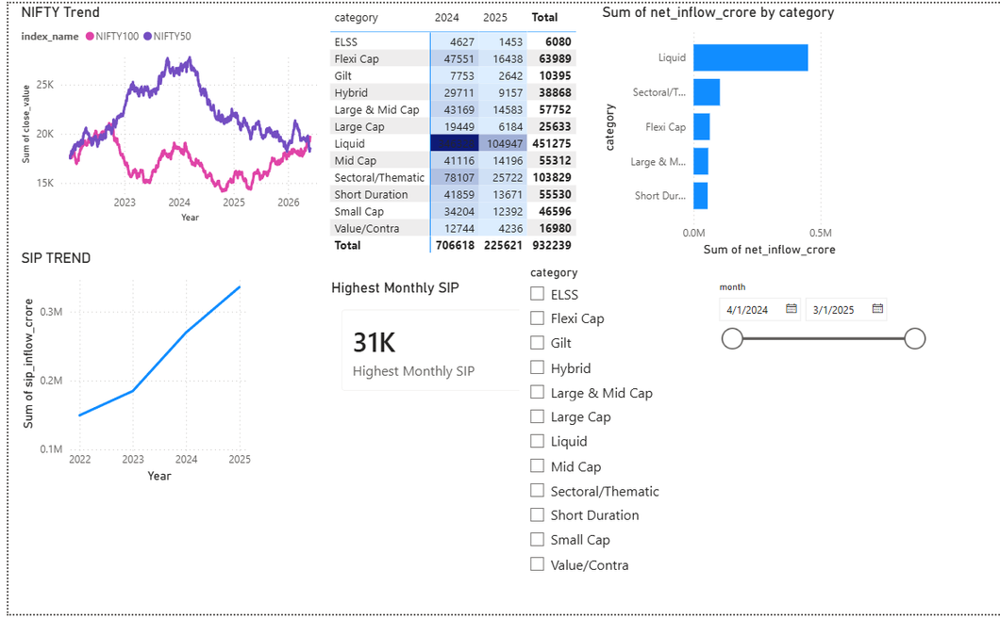 NIFTY Trend
index_name NIFTY100 NIFTY50
Sum of close_value
25K
20K
15K
2023 2024 2025 2026
Year
category 2024 2025 Total
ELSS 4627 1453 6080
Flexi Cap 47551 16438 63989
Gilt 7753 2642 10395
Hybrid 29711 9157 38868
Large & Mid Cap 43169 14583 57752
Large Cap 19449 6184 25633
Liquid 104947 451275
Mid Cap 41116 14196 55312
Sectoral/Thematic 78107 25722 103829
Short Duration 41859 13671 55530
Small Cap 34204 12392 46596
Value/Contra 12744 4236 16980
Total 706618 225621 932239
Sum of net_inflow_crore by category
category
Liquid
Sectoral/T...
Flexi Cap
Large & M...
Short Dur...
0.0M 0.5M
Sum of net_inflow_crore
SIP TREND
Sum of sip_inflow_crore
0.3M
0.2M
0.1M
2022 2023 2024 2025
Year
Highest Monthly SIP
31K
Highest Monthly SIP
category
ELSS
Flexi Cap
Gilt
Hybrid
Large & Mid Cap
Large Cap
Liquid
Mid Cap
Sectoral/Thematic
Short Duration
Small Cap
Value/Contra
month
4/1/2024 3/1/2025